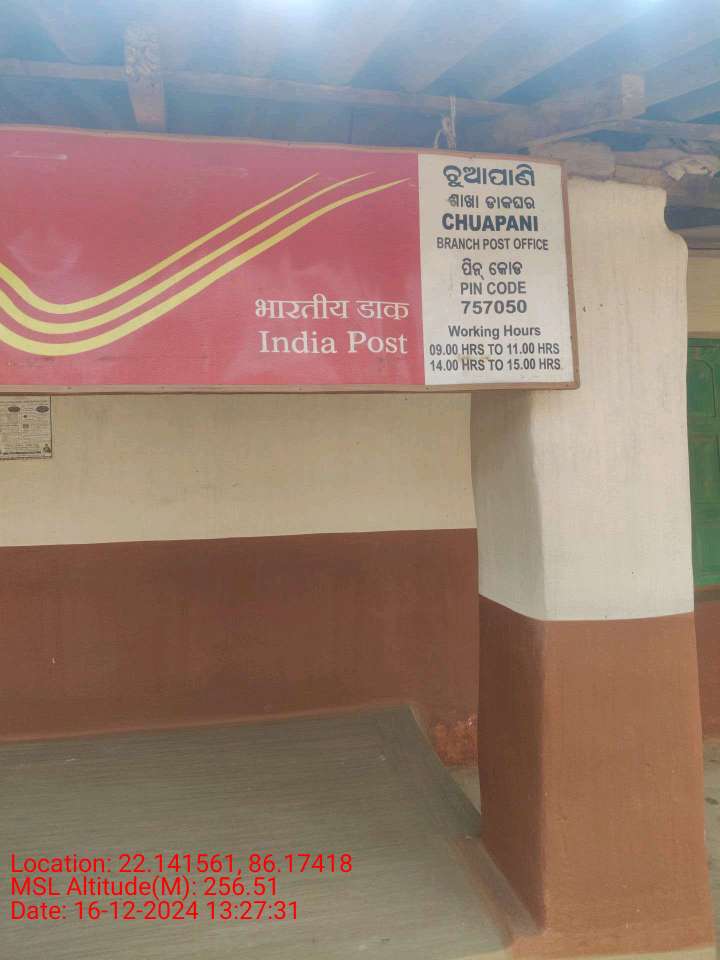 भारतीय डाक
India Post
ଚୁଆପାଣି
ଶାଖା ଡାକଘର
CHUAPANI
BRANCH POST OFFICE
ପିନ୍ କୋଡ
PIN CODE
757050
Working Hours
09.00 HRS TO 11.00 HRS
14.00 HRS TO 15.00 HRS
Location: 22.141561, 86.17418
MSL Altitude(M): 256.51
Date: 16-12-2024 13:27:31